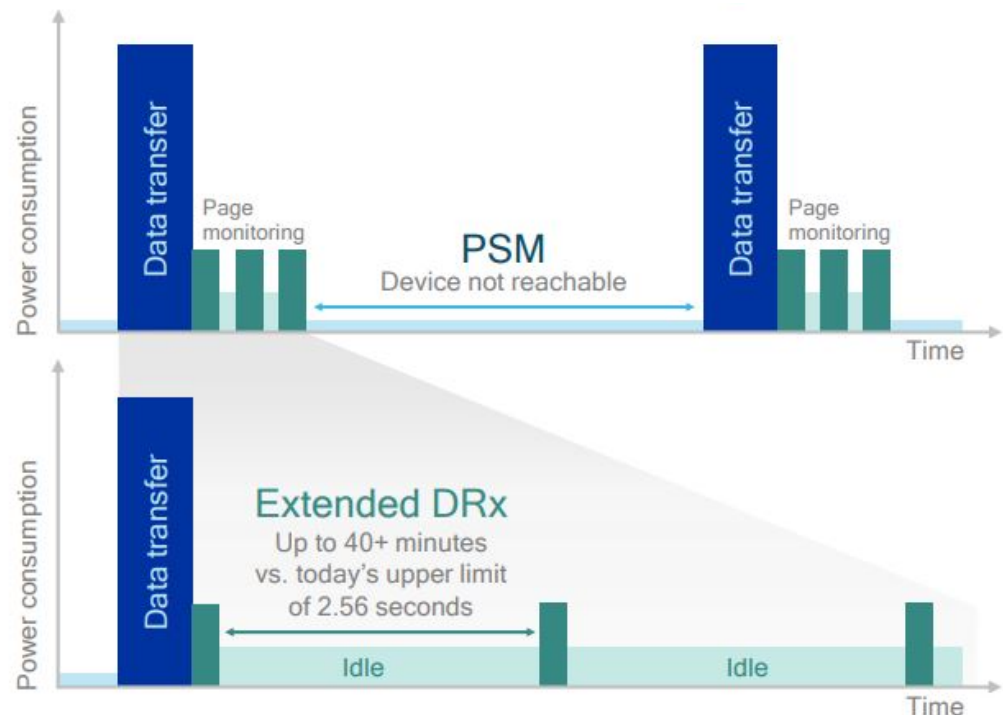 Power consumption
Data transfer
Page
monitoring
PSM
Device not reachable
Data transfer
Page
monitoring
Time
Power consumption
Data transfer
Extended DRx
Up to 40+ minutes
vs. today's upper limit
of 2.56 seconds
Idle
Idle
Time